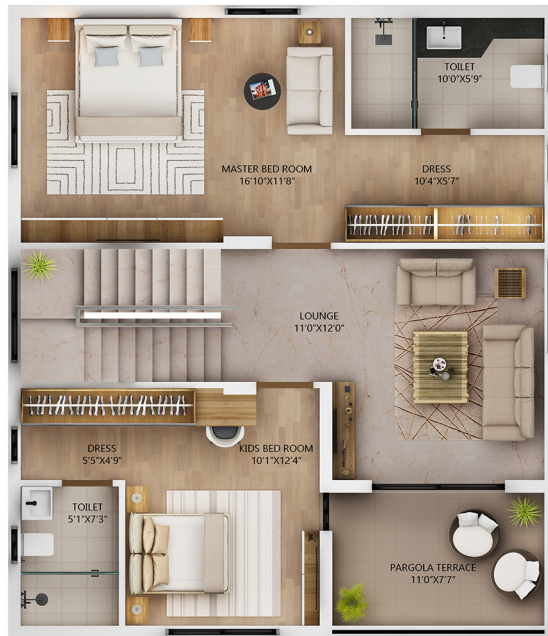 TOILET
10'0"X5'9"
MASTER BED ROOM
16'10"X11'8"
DRESS
10'4"X5'7"
LOUNGE
11'0"X12'0"
DRESS
5'5"X4'9"
KIDS BED ROOM
10'1"X12'4"
TOILET
5'1"X7'3"
PARGOLA TERRACE
11'0"X7'7"